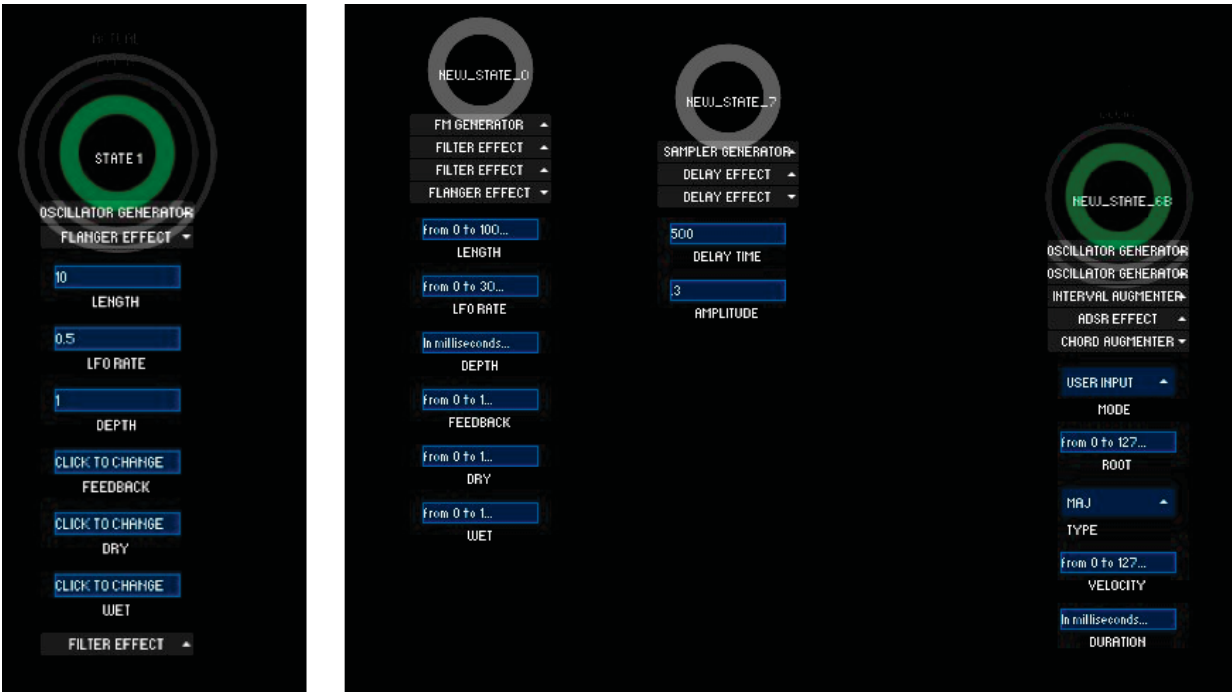 STATE 1
OSCILLATOR GENERATOR
FLANGER EFFECT
10
LENGTH
0.5
LFO RATE
1
DEPTH
CLICK TO CHANGE
FEEDBACK
CLICK TO CHANGE
DRY
CLICK TO CHANGE
WET
FILTER EFFECT
NEW_STATE_0
FM GENERATOR
FILTER EFFECT
FILTER EFFECT
FLANGER EFFECT
from 0 to 100...
LENGTH
from 0 to 30...
LFO RATE
In milliseconds...
DEPTH
from 0 to 1...
FEEDBACK
from 0 to 1...
DRY
from 0 to 1...
WET
NEW_STATE_7
SAMPLER GENERATOR
DELAY EFFECT
DELAY EFFECT
500
DELAY TIME
.3
AMPLITUDE
NEW_STATE_6B
OSCILLATOR GENERATOR
OSCILLATOR GENERATOR
INTERVAL AUGMENTER
ADSR EFFECT
CHORD AUGMENTER
USER INPUT
MODE
from 0 to 127...
ROOT
MAJ
TYPE
from 0 to 127...
VELOCITY
In milliseconds...
DURATION